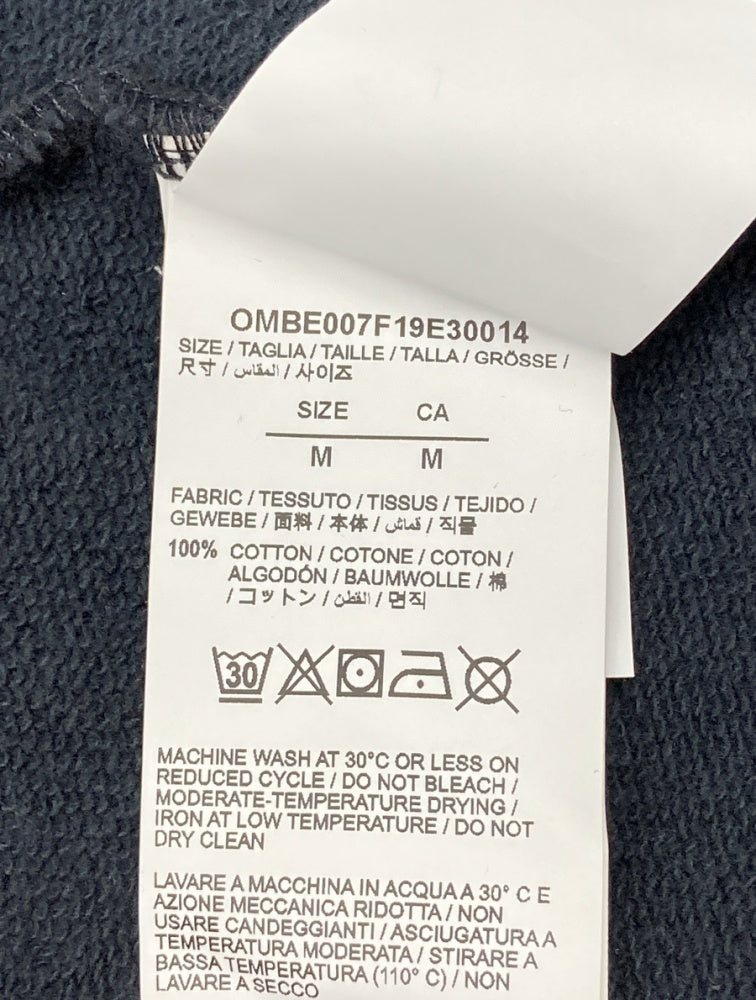 OMBE007F19E30014
SIZE / TAGLIA / TAILLE / TALLA / GRÖSSE /
尺寸 / المقاس / 사이즈
SIZE CA
M M
FABRIC / TESSUTO / TISSUS / TEJIDO /
GEWEBE / 面料 / 本体 / قماش / 직물
100% COTTON / COTONE / COTON /
ALGODÓN / BAUMWOLLE / 棉
/ コットン / القطن / 면직
30
MACHINE WASH AT 30°C OR LESS ON
REDUCED CYCLE / DO NOT BLEACH /
MODERATE-TEMPERATURE DRYING /
IRON AT LOW TEMPERATURE / DO NOT
DRY CLEAN
LAVARE A MACCHINA IN ACQUA A 30° C E
AZIONE MECCANICA RIDOTTA / NON
USARE CANDEGGIANTI / ASCIUGATURA A
TEMPERATURA MODERATA / STIRARE A
BASSA TEMPERATURA (110° C) / NON
LAVARE A SECCO